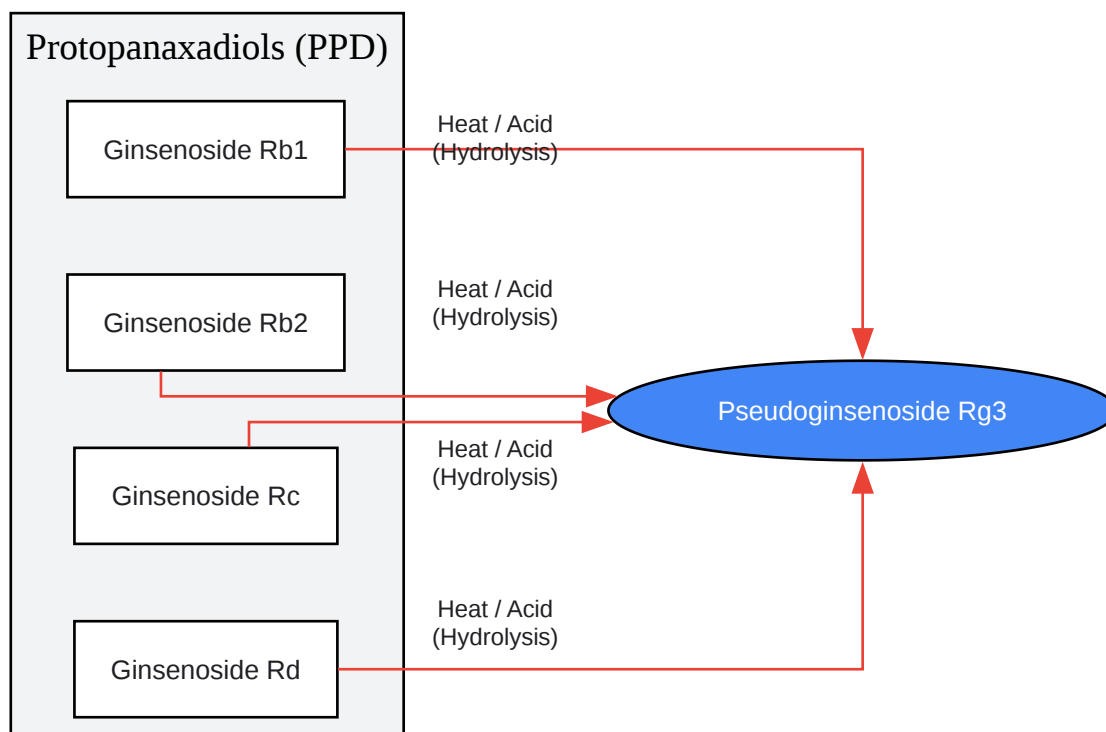 Protopanaxadiols (PPD)
Ginsenoside Rb1
Heat / Acid
(Hydrolysis)
Ginsenoside Rb2
Heat / Acid
(Hydrolysis)
Pseudoginsenoside Rg3
Ginsenoside Rc
Heat / Acid
(Hydrolysis)
Ginsenoside Rd
Heat / Acid
(Hydrolysis)